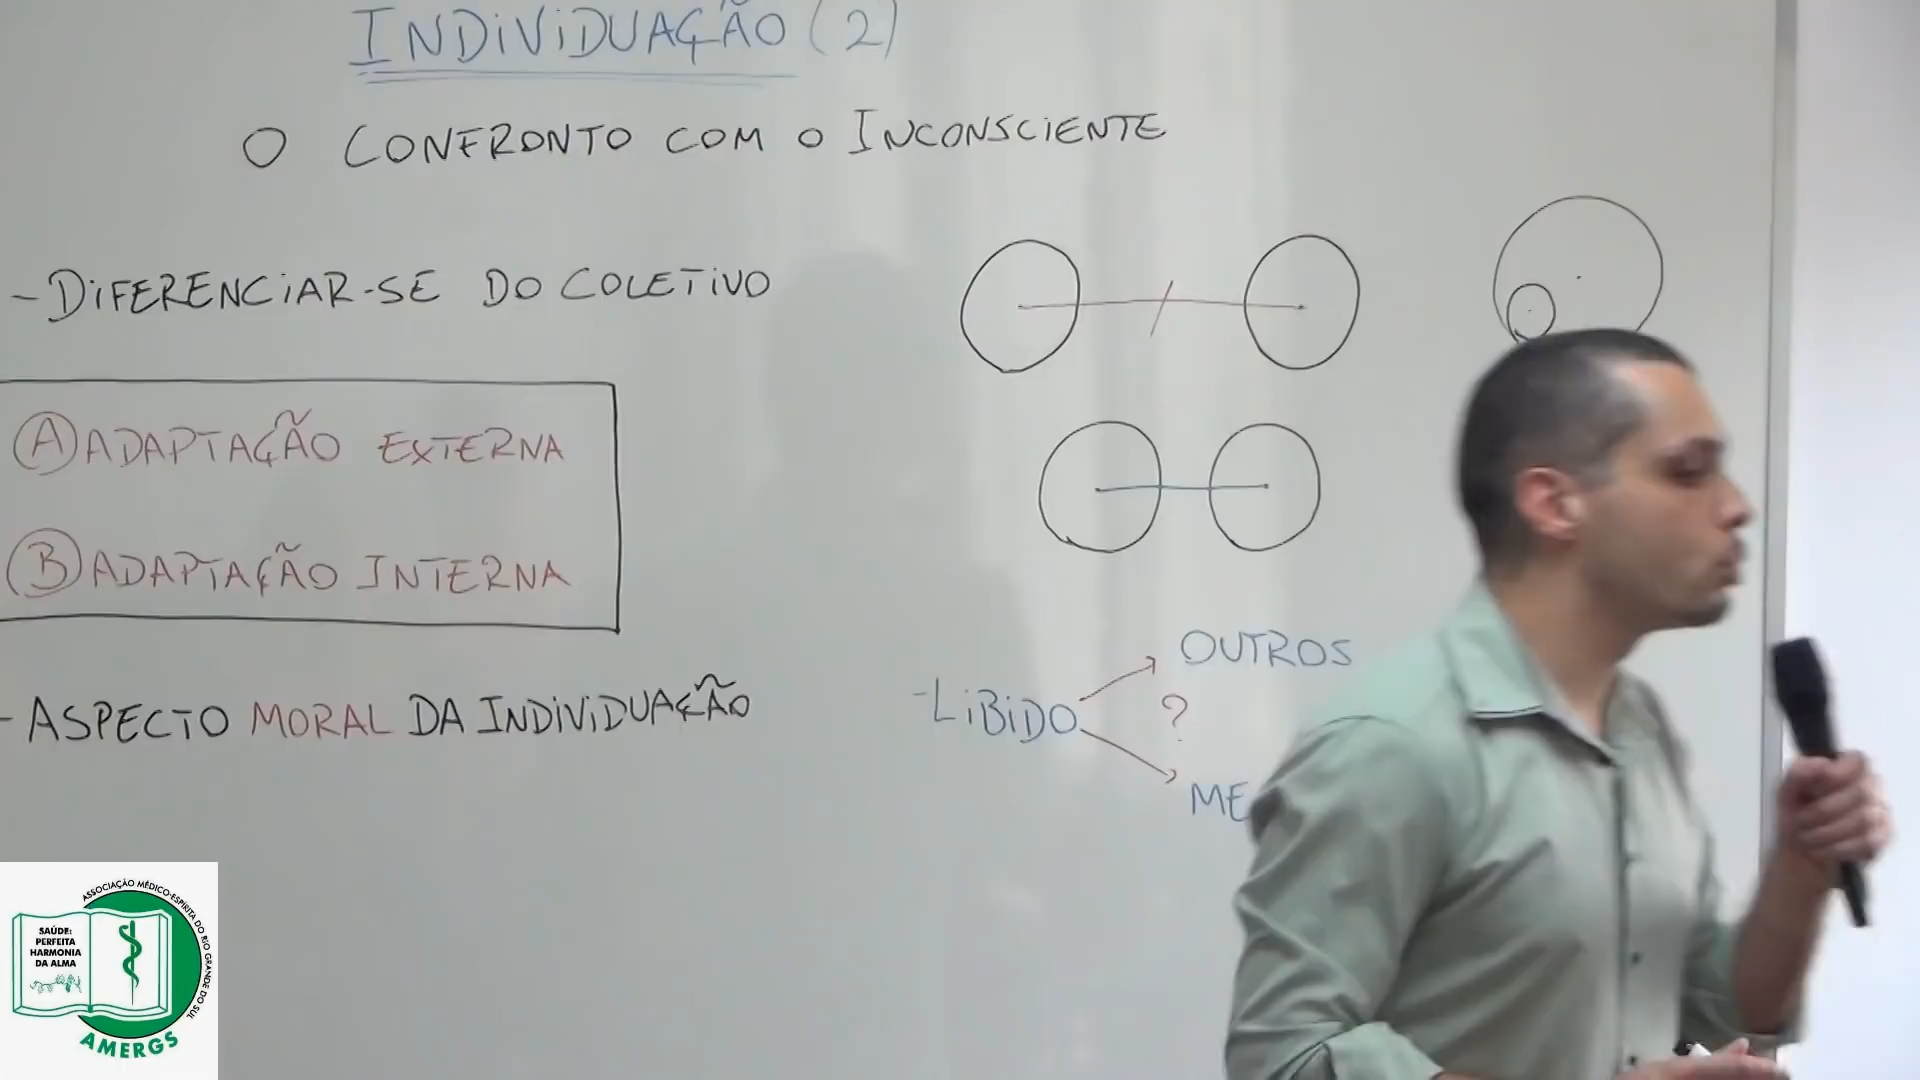 INDIVIDUAÇÃO (2)
O CONFRONTO COM O INCONSCIENTE
- DIFERENCIAR-SE DO COLETIVO
A ADAPTAÇÃO EXTERNA
B ADAPTAÇÃO INTERNA
- ASPECTO MORAL DA INDIVIDUAÇÃO
- LIBIDO
OUTROS
?
ME
ASSOCIAÇÃO MÉDICO-ESPÍRITA DO RIO GRANDE DO SUL
SAÚDE:
PERFEITA
HARMONIA
DA ALMA
AMERGS